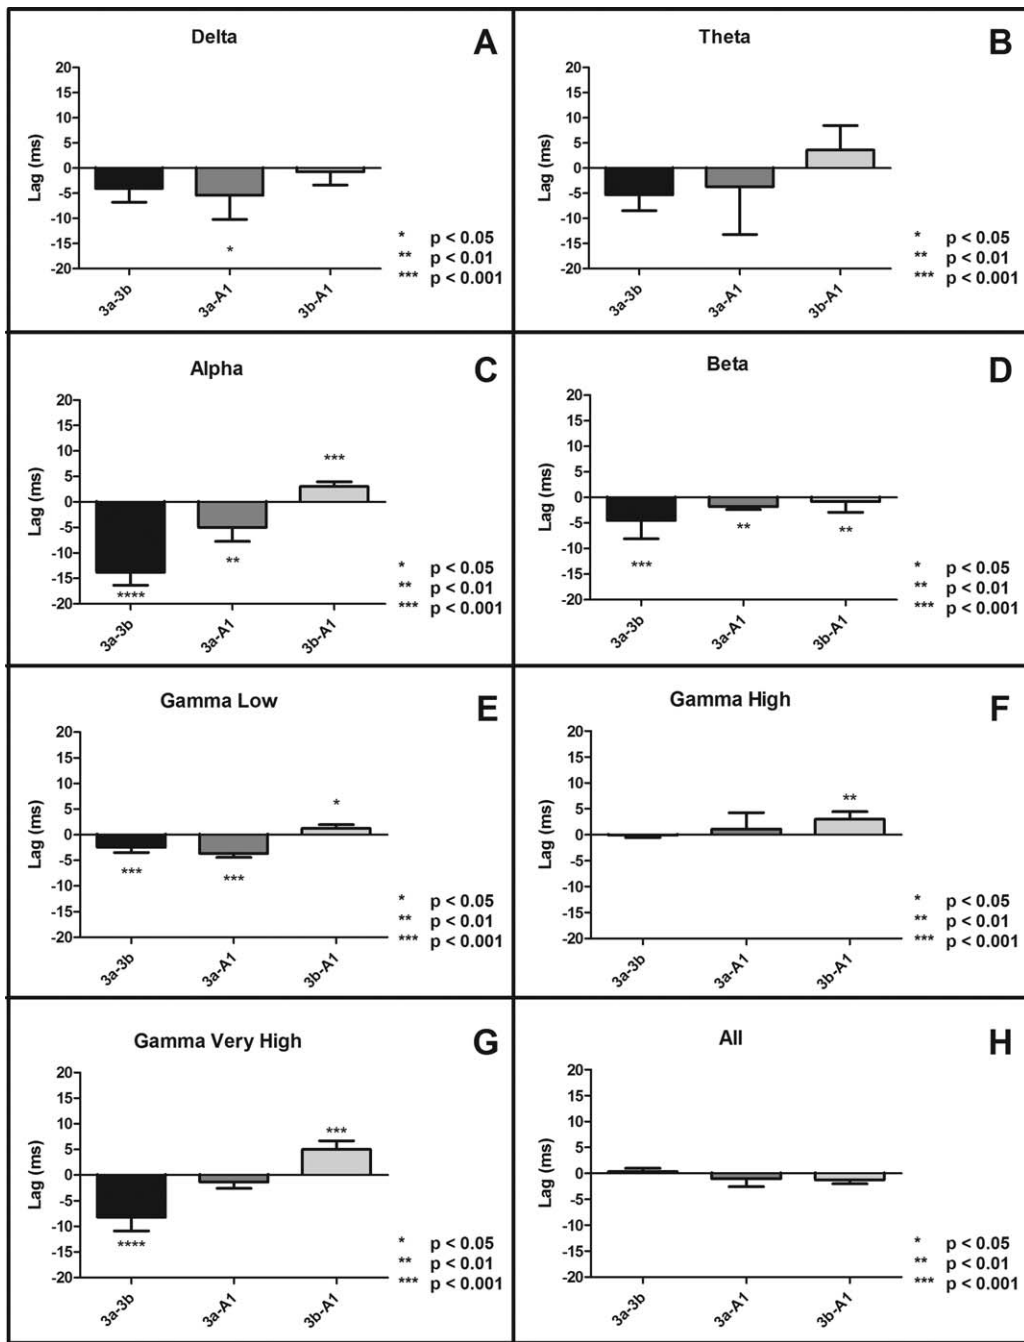 Delta
A
Lag (ms)
20
15
10
5
0
-5
-10
-15
-20
*
3a-3b
3a-A1
3b-A1
* p < 0.05
** p < 0.01
*** p < 0.001
Theta
B
Lag (ms)
20
15
10
5
0
-5
-10
-15
-20
3a-3b
3a-A1
3b-A1
* p < 0.05
** p < 0.01
*** p < 0.001
Alpha
C
Lag (ms)
20
15
10
5
0
-5
-10
-15
-20
****
**
***
3a-3b
3a-A1
3b-A1
* p < 0.05
** p < 0.01
*** p < 0.001
Beta
D
Lag (ms)
20
15
10
5
0
-5
-10
-15
-20
***
**
**
3a-3b
3a-A1
3b-A1
* p < 0.05
** p < 0.01
*** p < 0.001
Gamma Low
E
Lag (ms)
20
15
10
5
0
-5
-10
-15
-20
***
***
*
3a-3b
3a-A1
3b-A1
* p < 0.05
** p < 0.01
*** p < 0.001
Gamma High
F
Lag (ms)
20
15
10
5
0
-5
-10
-15
-20
**
3a-3b
3a-A1
3b-A1
* p < 0.05
** p < 0.01
*** p < 0.001
Gamma Very High
G
Lag (ms)
20
15
10
5
0
-5
-10
-15
-20
****
***
3a-3b
3a-A1
3b-A1
* p < 0.05
** p < 0.01
*** p < 0.001
All
H
Lag (ms)
20
15
10
5
0
-5
-10
-15
-20
3a-3b
3a-A1
3b-A1
* p < 0.05
** p < 0.01
*** p < 0.001